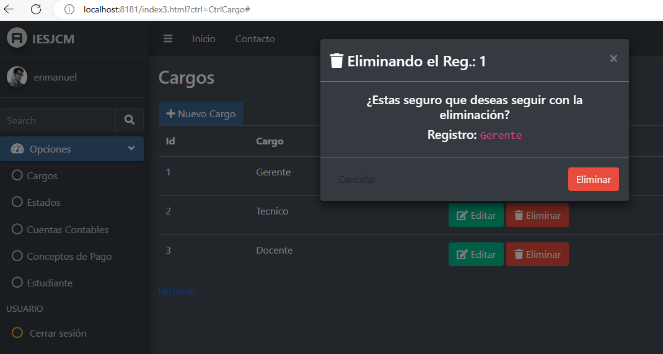 localhost:8181/index3.html?ctrl=CtrlCargo#
IESJCM
Inicio Contacto
enmanuel
Search
Opciones
Cargos
Estados
Cuentas Contables
Conceptos de Pago
Estudiante
USUARIO
Cerrar sesión
Cargos
+ Nuevo Cargo
Id Cargo
1 Gerente
2 Tecnico Editar Eliminar
3 Docente Editar Eliminar
Eliminando el Reg.: 1 ×
¿Estas seguro que deseas seguir con la
eliminación?
Registro: Gerente
Cancelar Eliminar